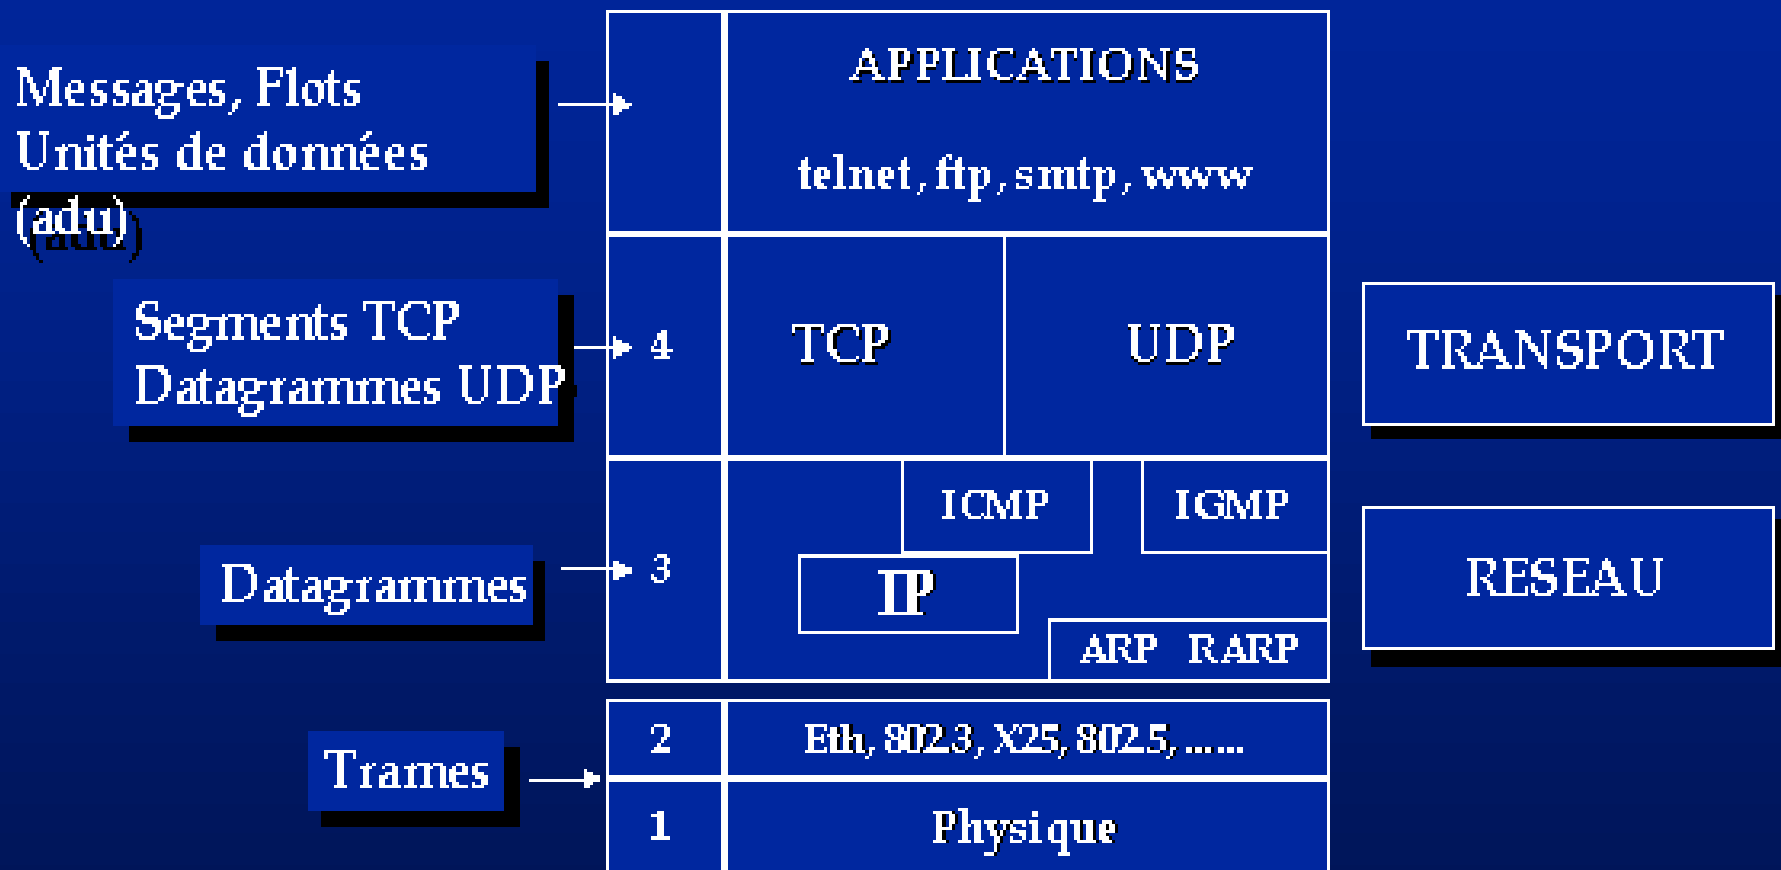 APPLICATIONS
telnet, ftp, smtp, www
Messages, Flots
Unités de données
(adu)
Segments TCP
Datagrammes UDP
4
TCP
UDP
TRANSPORT
ICMP
IGMP
Datagrammes
3
IP
RESEAU
ARP RARP
Trames
2
Eth, 802.3, X25, 802.5, ......
1
Physique